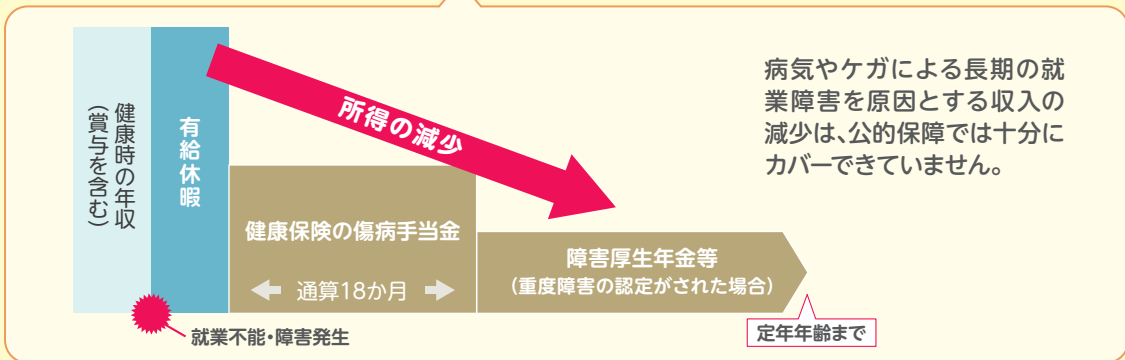 健康時の年収
(賞与を含む)
有給休暇
所得の減少
健康保険の傷病手当金
通算18か月
障害厚生年金等
(重度障害の認定がされた場合)
定年年齢まで
就業不能・障害発生
病気やケガによる長期の就
業障害を原因とする収入の
減少は、公的保障では十分に
カバーできていません。